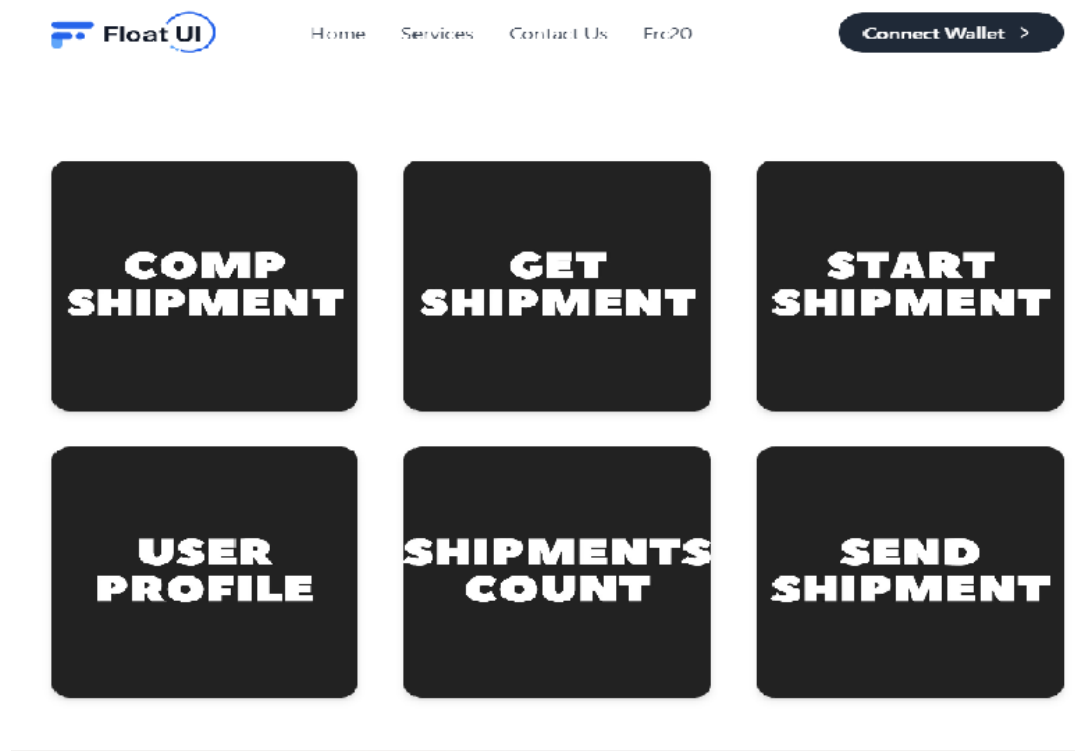 Float UI
Home Services Contact Us Erc20
Connect Wallet >
COMP
SHIPMENT
GET
SHIPMENT
START
SHIPMENT
USER
PROFILE
SHIPMENTS
COUNT
SEND
SHIPMENT